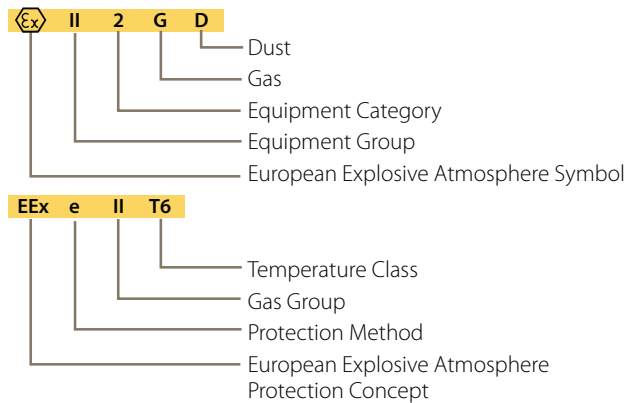 Ex II 2 G D
Dust
Gas
Equipment Category
Equipment Group
European Explosive Atmosphere Symbol
EEx e II T6
Temperature Class
Gas Group
Protection Method
European Explosive Atmosphere
Protection Concept